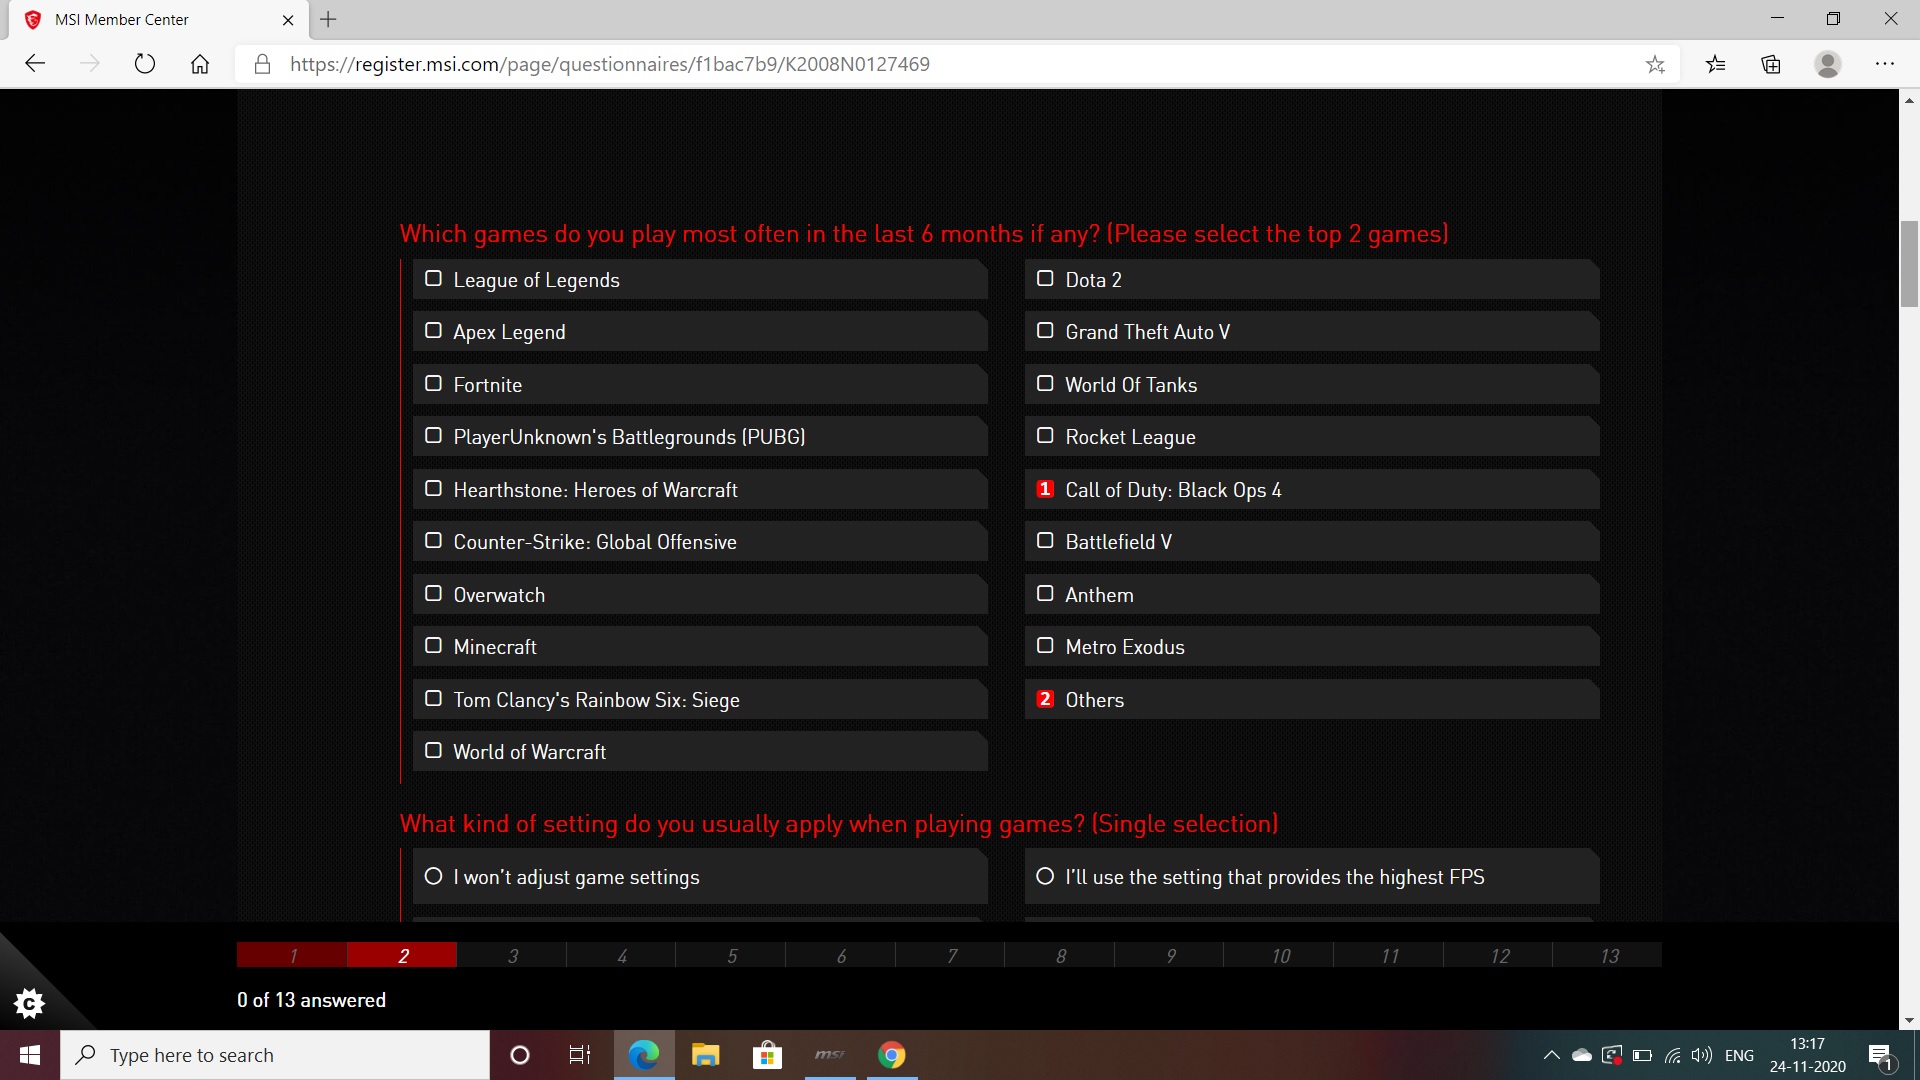 MSI Member Center
https://register.msi.com/page/questionnaires/f1bac7b9/K2008N0127469
Which games do you play most often in the last 6 months if any? (Please select the top 2 games)
League of Legends
Dota 2
Apex Legend
Grand Theft Auto V
Fortnite
World Of Tanks
PlayerUnknown's Battlegrounds (PUBG)
Rocket League
Hearthstone: Heroes of Warcraft
1 Call of Duty: Black Ops 4
Counter-Strike: Global Offensive
Battlefield V
Overwatch
Anthem
Minecraft
Metro Exodus
Tom Clancy's Rainbow Six: Siege
2 Others
World of Warcraft
What kind of setting do you usually apply when playing games? (Single selection)
I won't adjust game settings
I'll use the setting that provides the highest FPS
1 2 3 4 5 6 7 8 9 10 11 12 13
0 of 13 answered
C
Type here to search
msi
ENG
13:17
24-11-2020
1